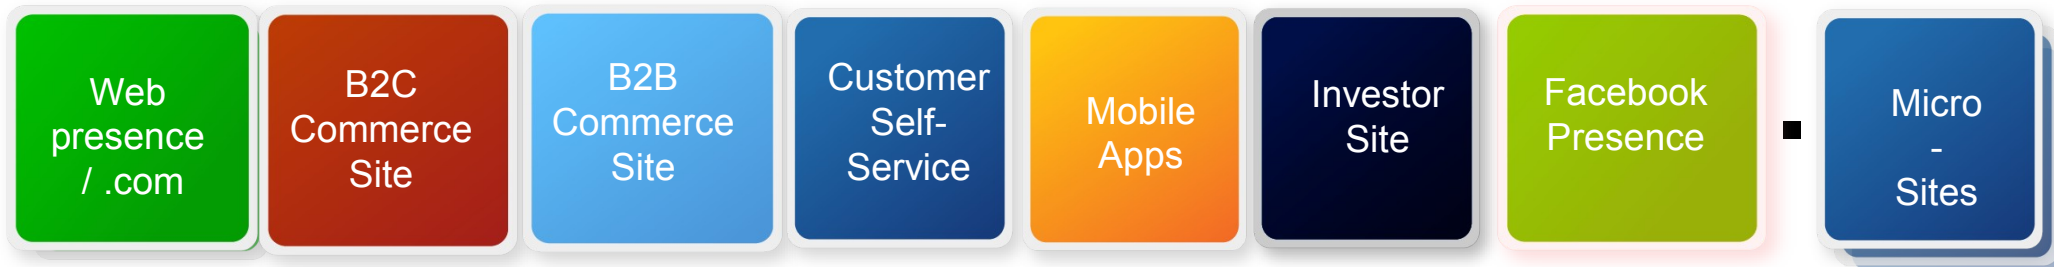 Web
presence
/ .com
B2C
Commerce
Site
B2B
Commerce
Site
Customer
Self-
Service
Mobile
Apps
Investor
Site
Facebook
Presence
Micro
-
Sites